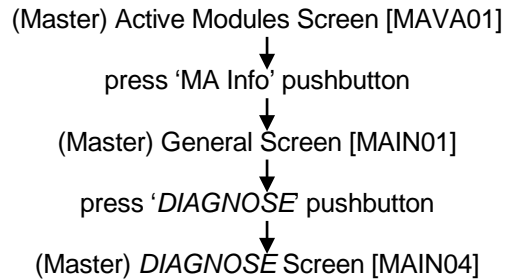 (Master) Active Modules Screen [MAVA01]
press ‘MA Info’ pushbutton
(Master) General Screen [MAIN01]
press ‘DIAGNOSE’ pushbutton
(Master) DIAGNOSE Screen [MAIN04]